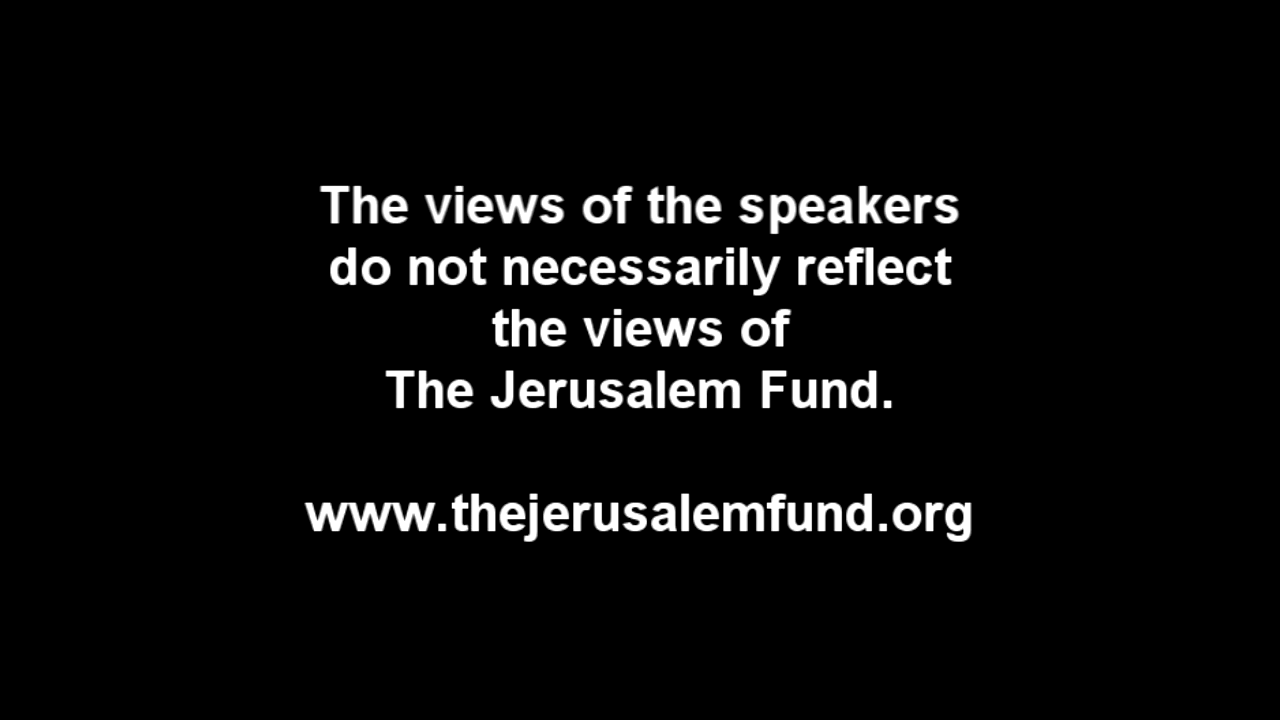 The views of the speakers
do not necessarily reflect
the views of
The Jerusalem Fund.
www.thejerusalemfund.org